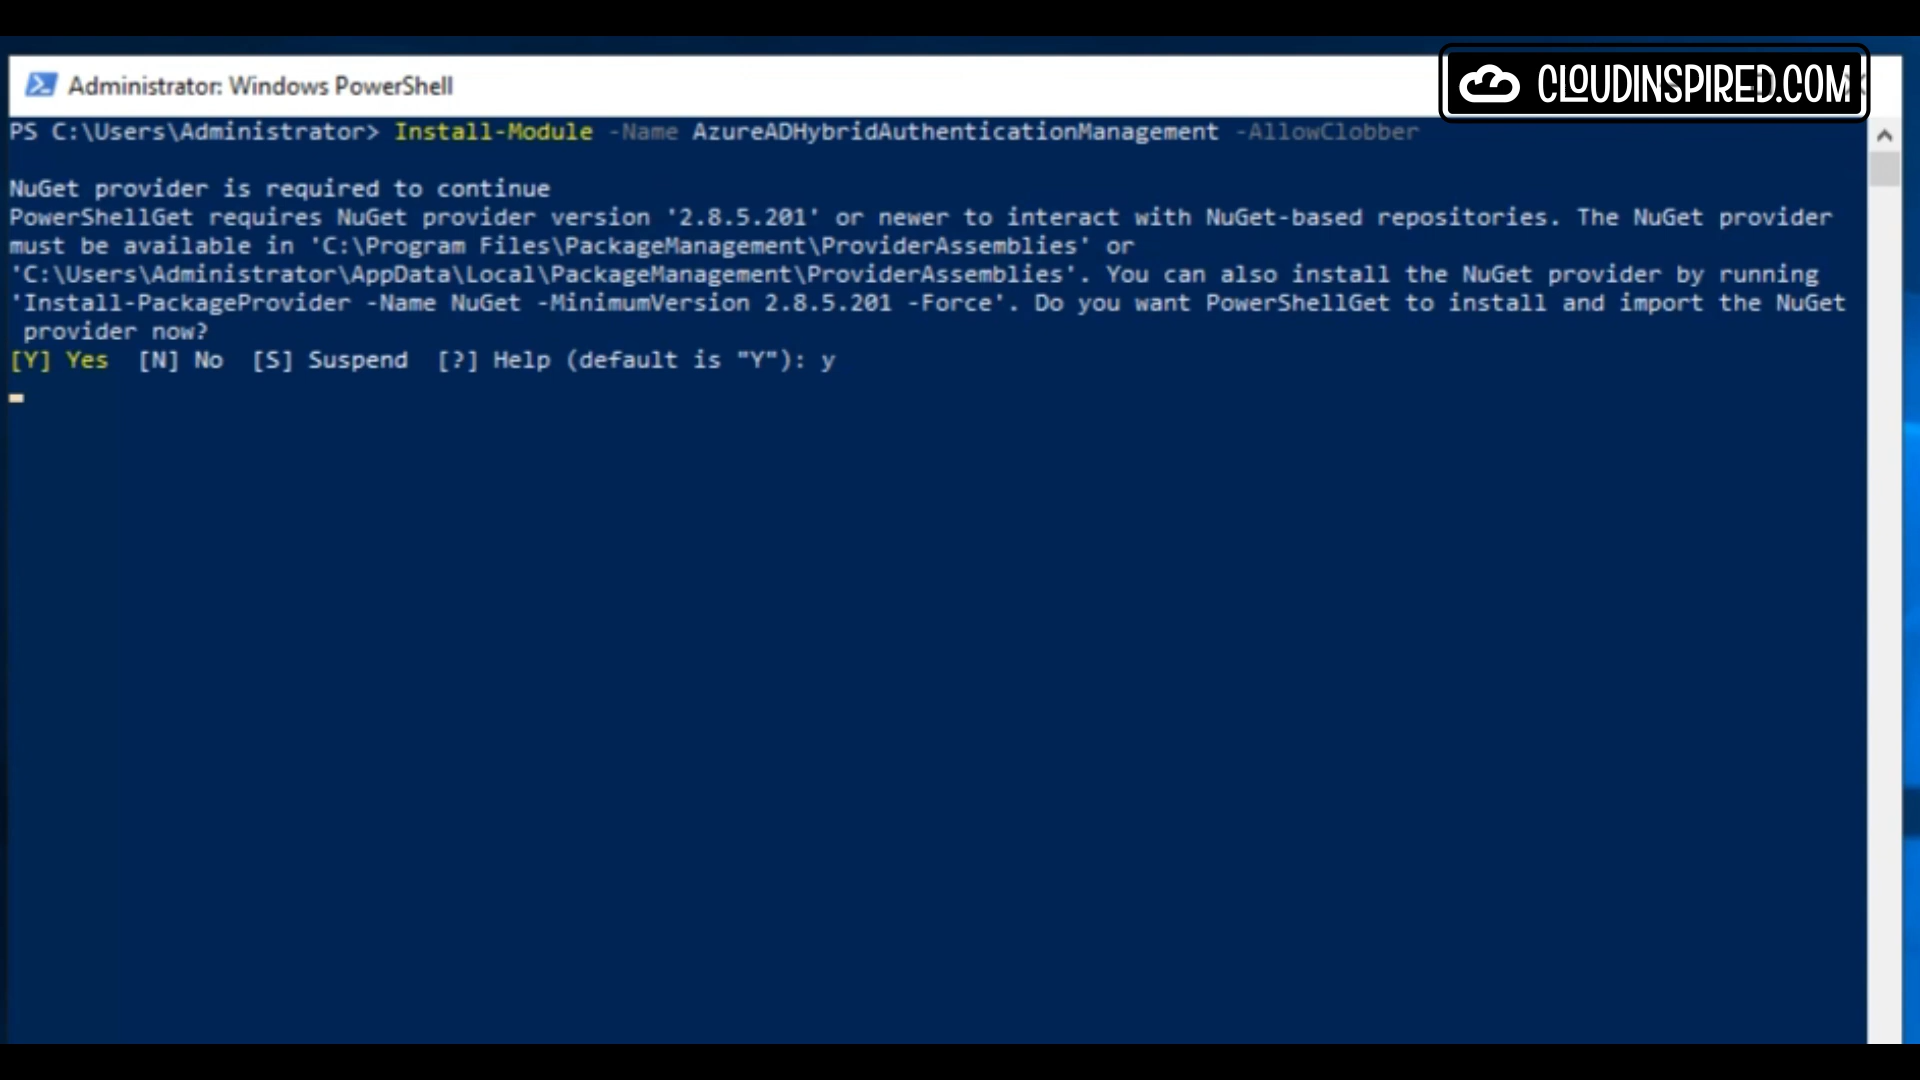 Administrator: Windows PowerShell
CLOUDINSPIRED.COM
PS C:\Users\Administrator> Install-Module -Name AzureADHybridAuthenticationManagement -AllowClobber
NuGet provider is required to continue
PowerShellGet requires NuGet provider version '2.8.5.201' or newer to interact with NuGet-based repositories. The NuGet provider
must be available in 'C:\Program Files\PackageManagement\ProviderAssemblies' or
'C:\Users\Administrator\AppData\Local\PackageManagement\ProviderAssemblies'. You can also install the NuGet provider by running
'Install-PackageProvider -Name NuGet -MinimumVersion 2.8.5.201 -Force'. Do you want PowerShellGet to install and import the NuGet
provider now?
[Y] Yes  [N] No  [S] Suspend  [?] Help (default is "Y"): y